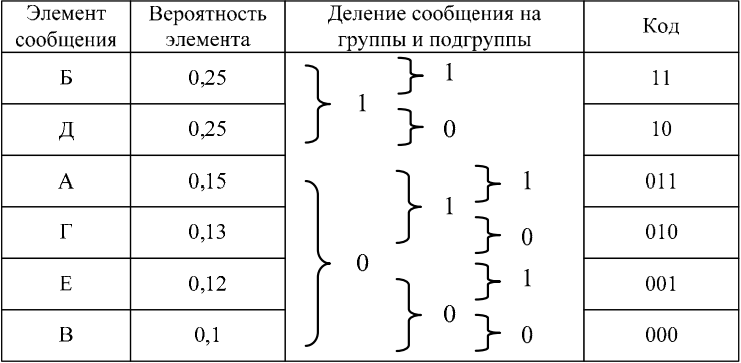 Элемент сообщения Вероятность элемента Деление сообщения на группы и подгруппы Код
Б 0,25 1 1 11
Д 0,25 0 10
А 0,15 0 1 1 011
Г 0,13 0 010
Е 0,12 0 1 001
В 0,1 0 000